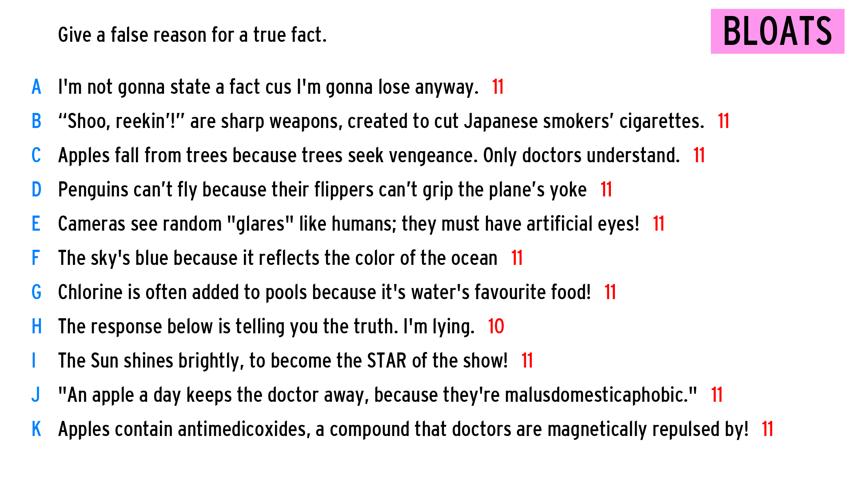 Give a false reason for a true fact.
BLOATS
A I'm not gonna state a fact cus I'm gonna lose anyway. 11
B “Shoo, reekin’!” are sharp weapons, created to cut Japanese smokers’ cigarettes. 11
C Apples fall from trees because trees seek vengeance. Only doctors understand. 11
D Penguins can’t fly because their flippers can’t grip the plane’s yoke 11
E Cameras see random "glares" like humans; they must have artificial eyes! 11
F The sky's blue because it reflects the color of the ocean 11
G Chlorine is often added to pools because it's water's favourite food! 11
H The response below is telling you the truth. I'm lying. 10
I The Sun shines brightly, to become the STAR of the show! 11
J "An apple a day keeps the doctor away, because they're malusdomesticaphobic." 11
K Apples contain antimedicoxides, a compound that doctors are magnetically repulsed by! 11